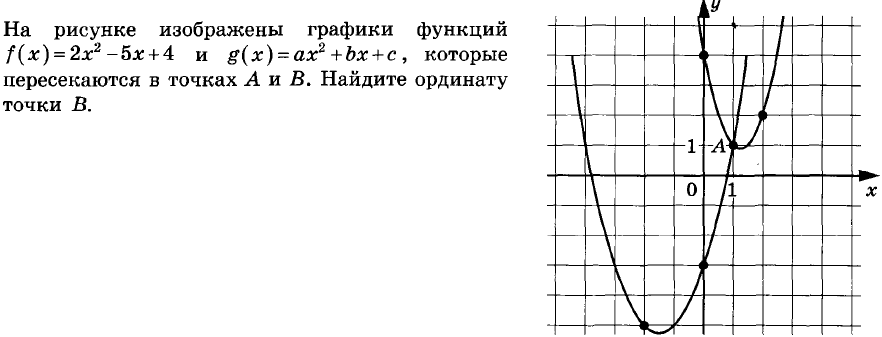 На рисунке изображены графики функций
f(x)=2x²−5x+4 и g(x)=ax²+bx+c, которые
пересекаются в точках A и B. Найдите ординату
точки B.
y
1 A
0 1 x